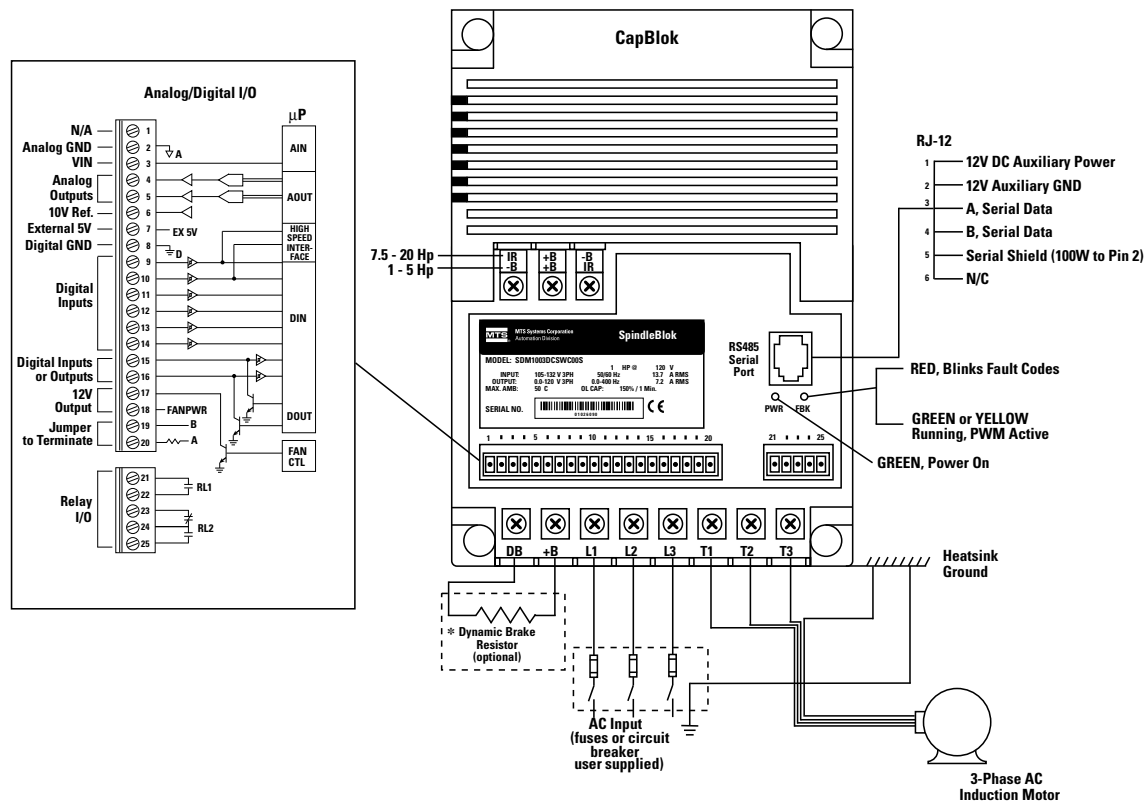 CapBlok
Analog/Digital I/O
µP
N/A
Analog GND
VIN
Analog
Outputs
10V Ref.
External 5V
Digital GND
Digital
Inputs
Digital Inputs
or Outputs
12V
Output
Jumper
to Terminate
Relay
I/O
1
2
3
4
5
6
7
8
9
10
11
12
13
14
15
16
17
18
19
20
21
22
23
24
25
A
EX 5V
D
FANPWR
B
A
RL1
RL2
AIN
AOUT
HIGH
SPEED
INTER-
FACE
DIN
DOUT
FAN
CTL
7.5 - 20 Hp
1 - 5 Hp
IR +B -B
-B +B IR
MTS
MTS Systems Corporation
Automation Division
SpindleBlok
MODEL: SDM1003DCSWC00S
1 HP @ 120 V
INPUT: 105-132 V 3PH 50/60 Hz 13.7 A RMS
OUTPUT: 0.0-120 V 3PH 0.0-400 Hz 7.2 A RMS
MAX. AMB: 50 C OL CAP: 150% / 1 Min.
SERIAL NO.
CE
RS485
Serial
Port
PWR FBK
1 5 10 15 20
21 25
DB +B L1 L2 L3 T1 T2 T3
RJ-12
1 12V DC Auxiliary Power
2 12V Auxiliary GND
3 A, Serial Data
4 B, Serial Data
5 Serial Shield (100W to Pin 2)
6 N/C
RED, Blinks Fault Codes
GREEN or YELLOW
Running, PWM Active
GREEN, Power On
Heatsink
Ground
* Dynamic Brake
Resistor
(optional)
AC Input
(fuses or circuit
breaker
user supplied)
3-Phase AC
Induction Motor